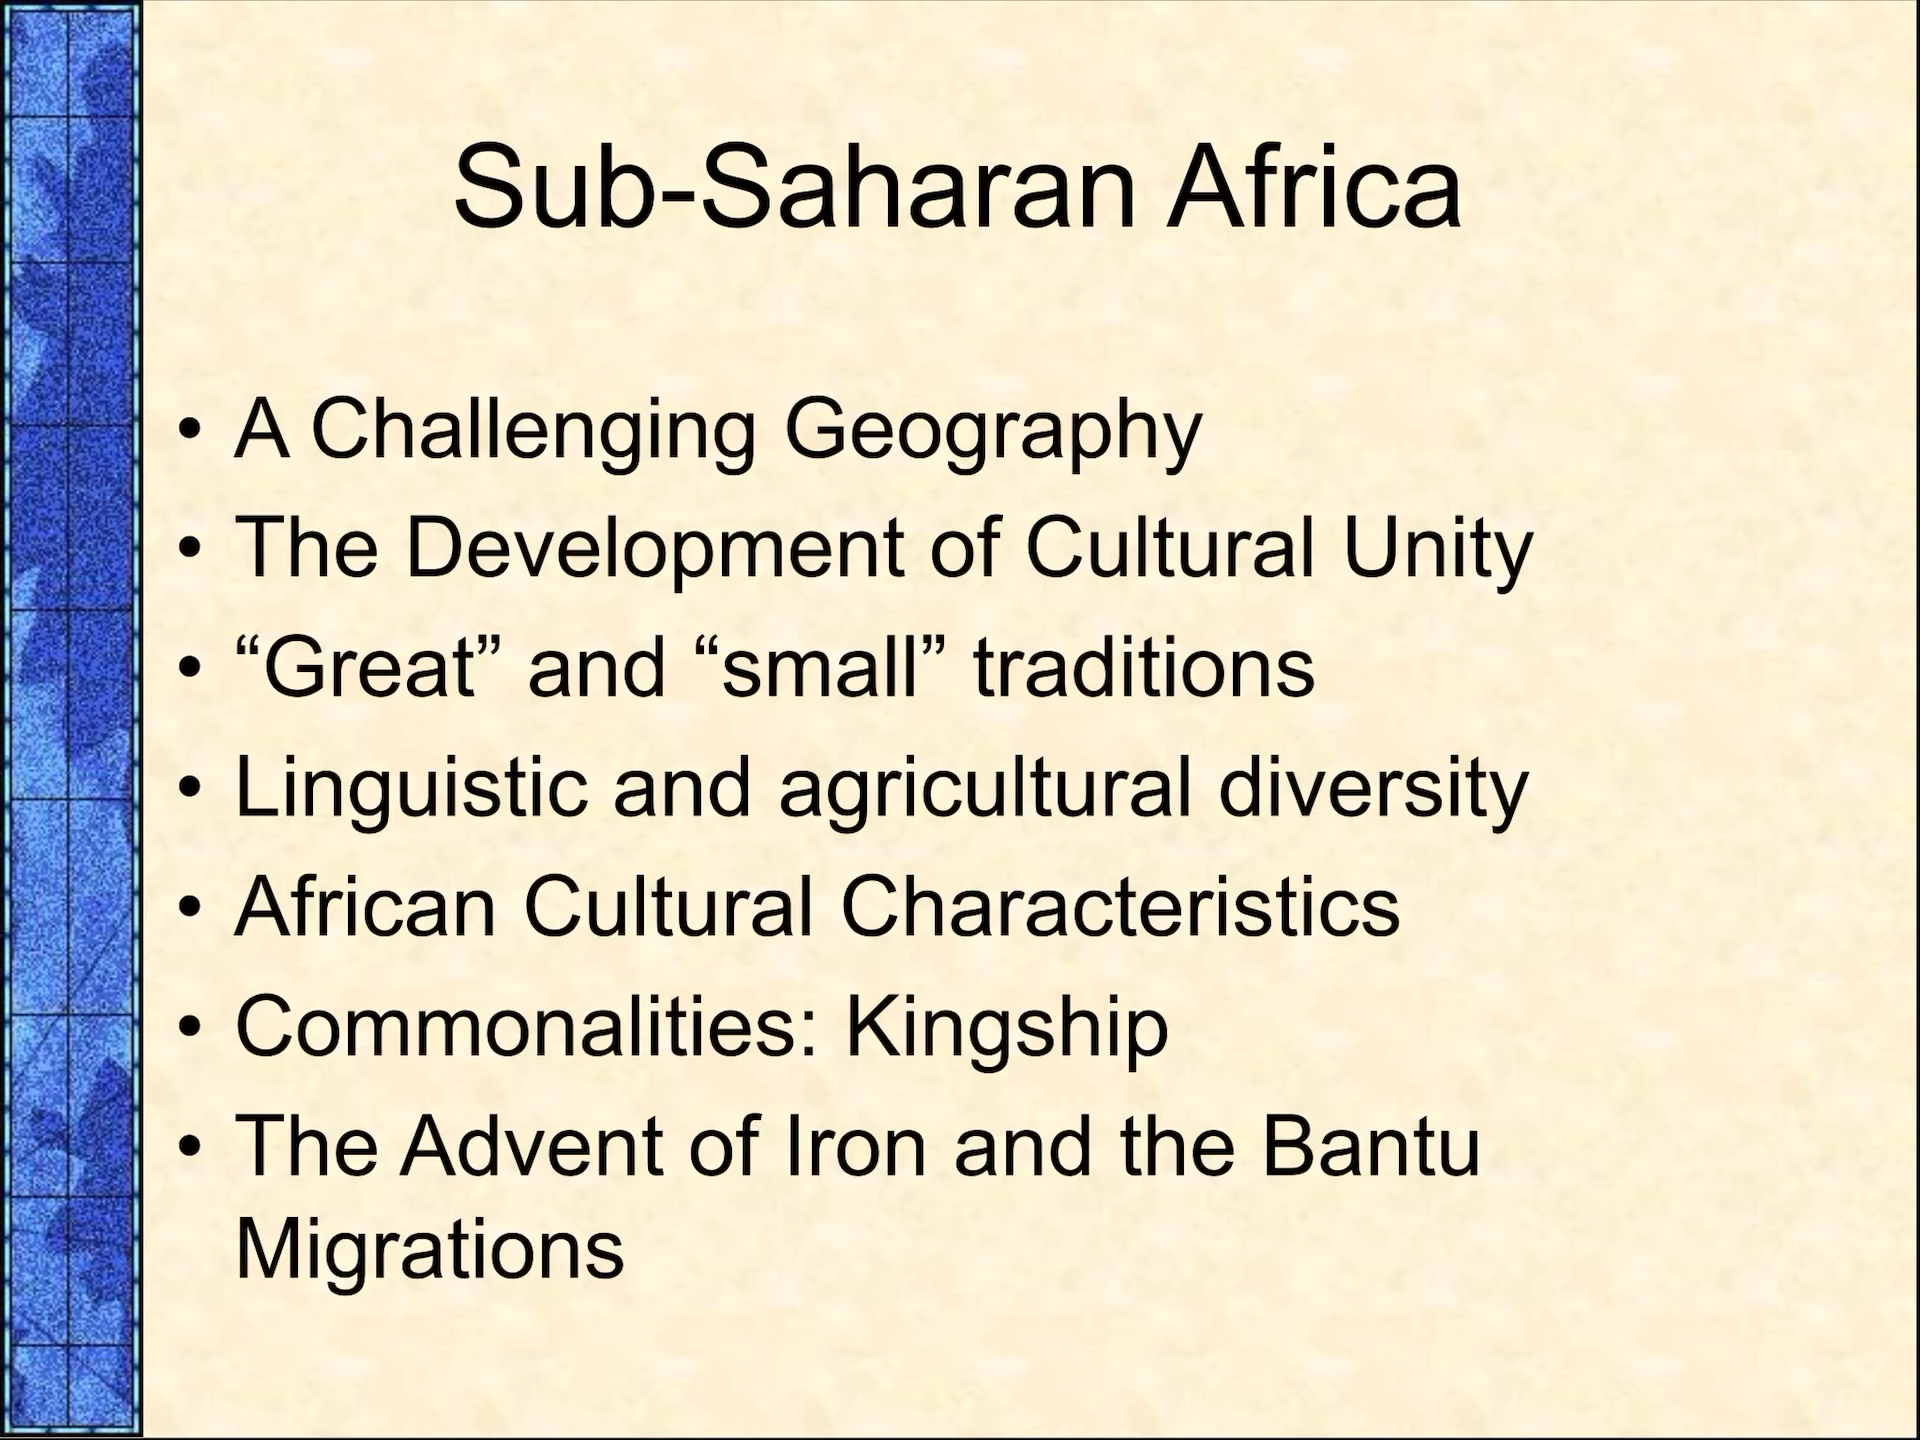 Sub-Saharan Africa
• A Challenging Geography
• The Development of Cultural Unity
• “Great” and “small” traditions
• Linguistic and agricultural diversity
• African Cultural Characteristics
• Commonalities: Kingship
• The Advent of Iron and the Bantu
Migrations